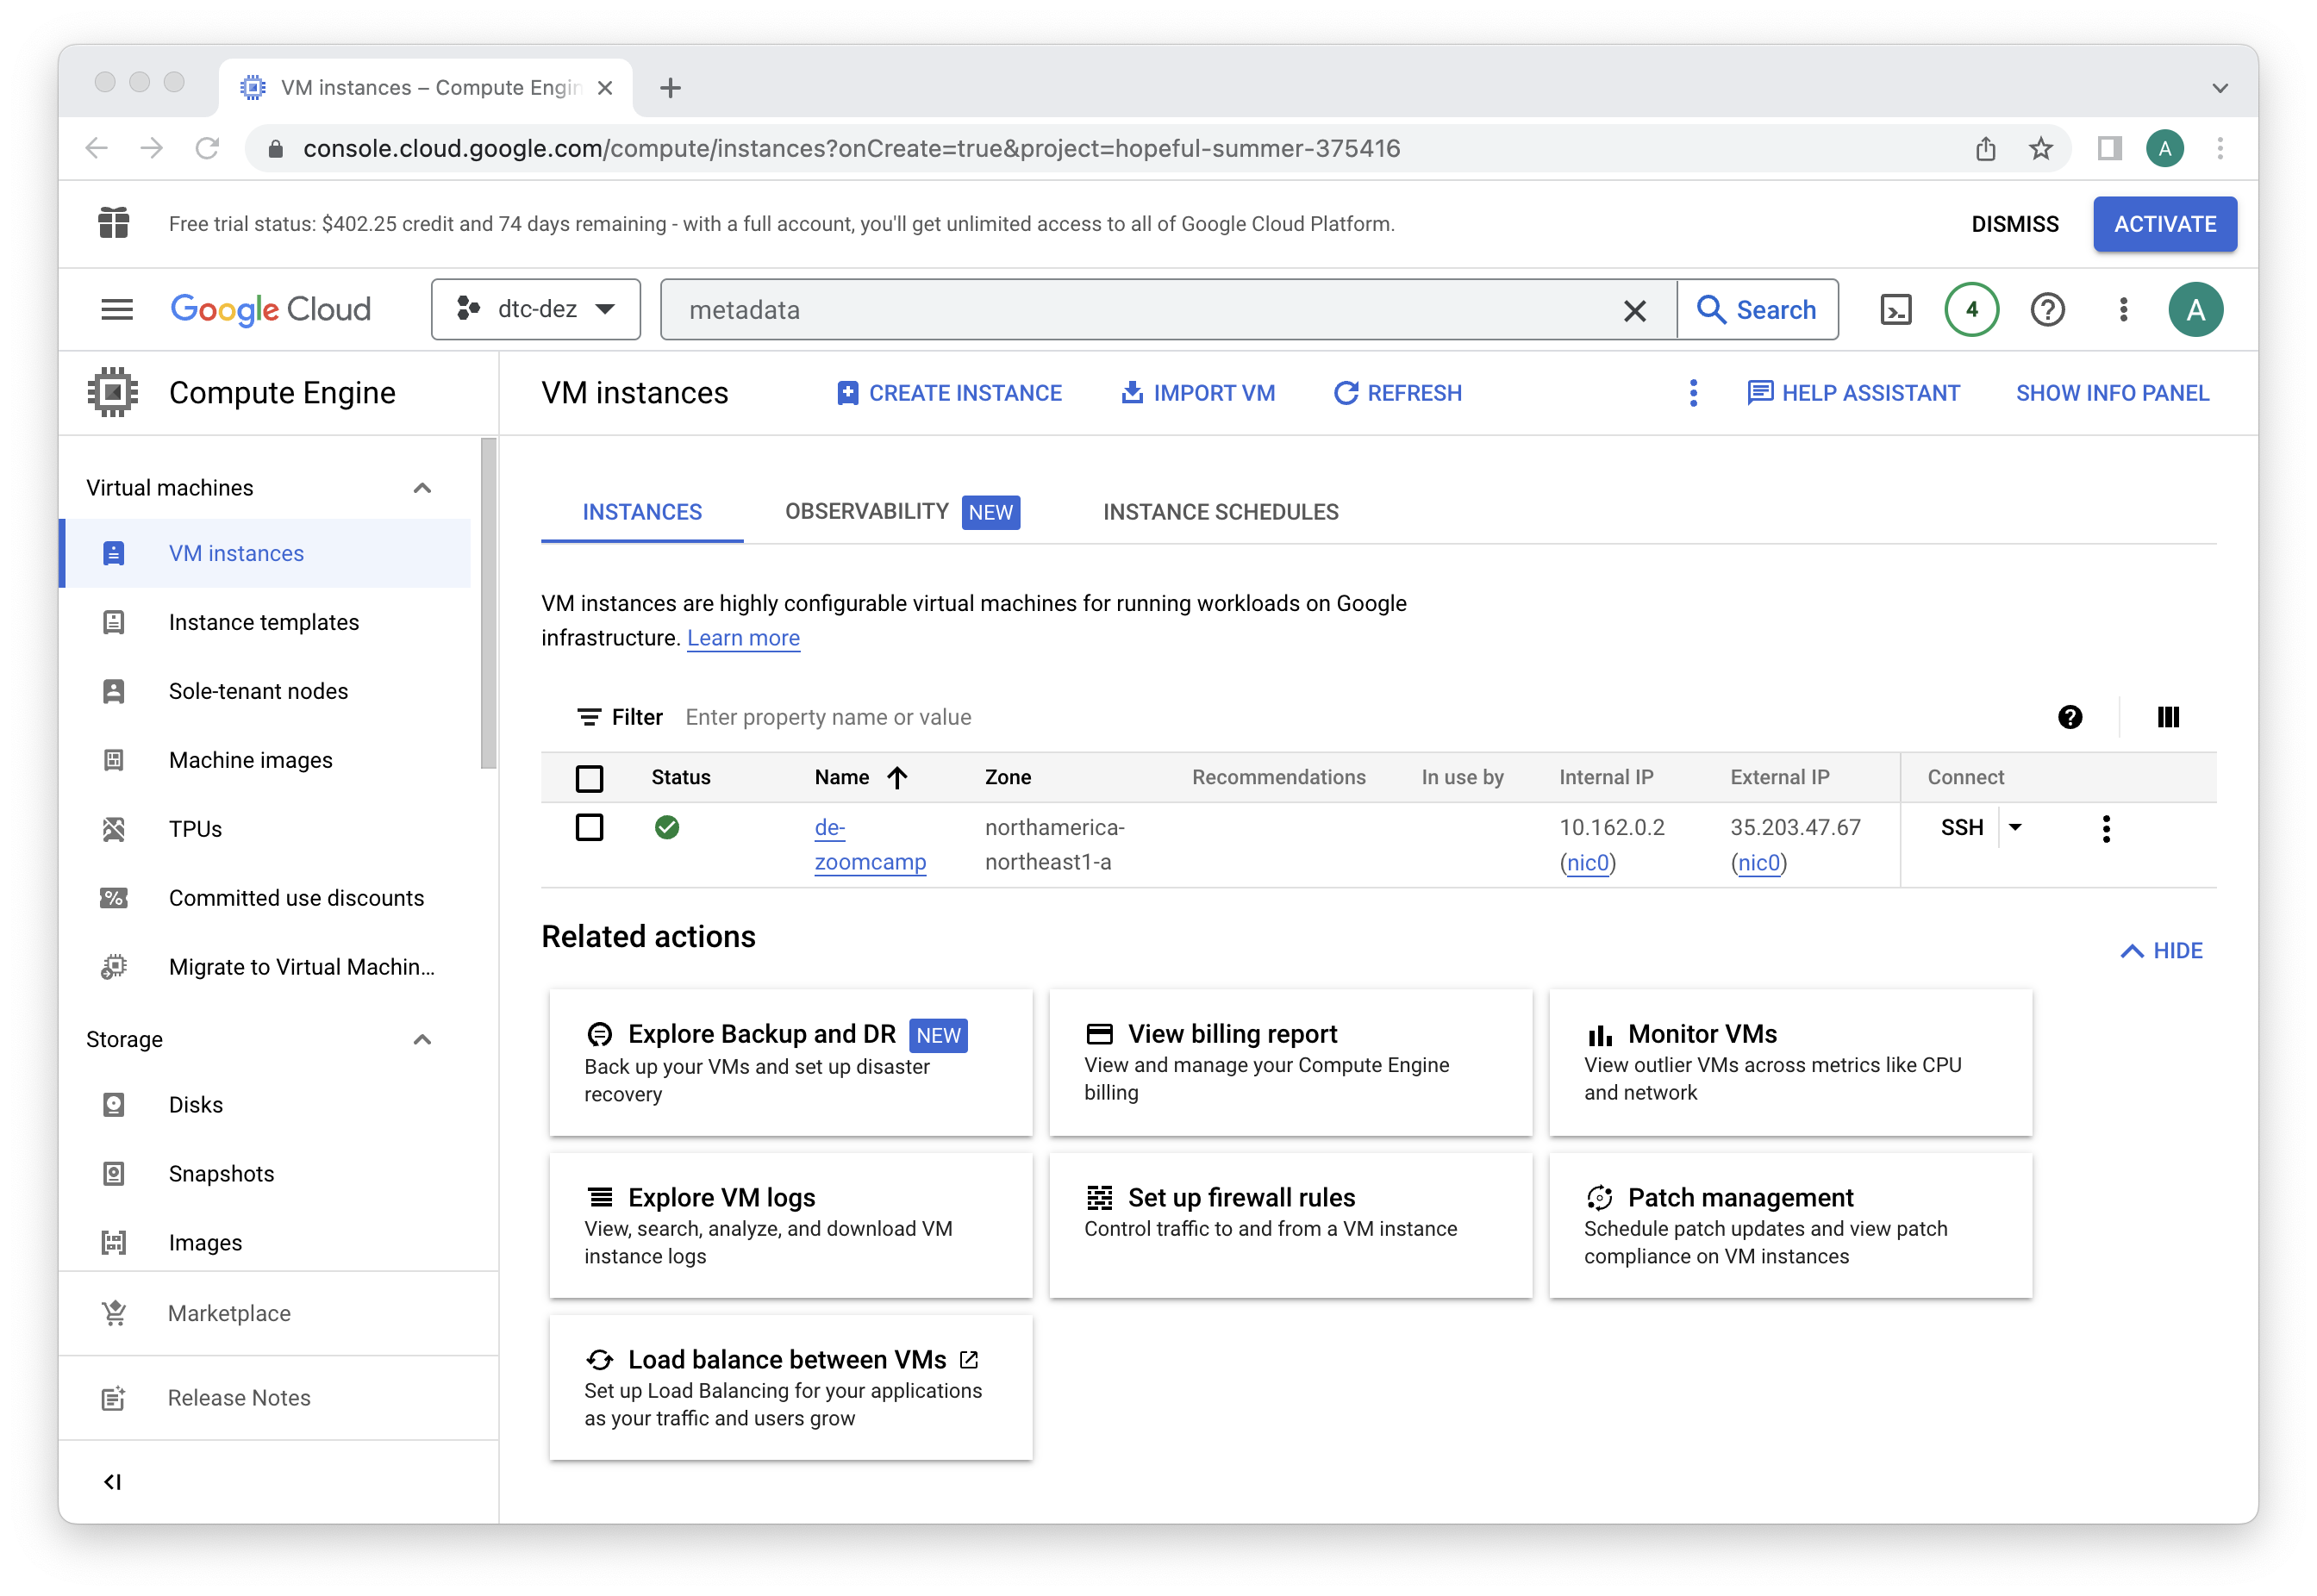 VM instances – Compute Engin
console.cloud.google.com/compute/instances?onCreate=true&project=hopeful-summer-375416
A
Free trial status: $402.25 credit and 74 days remaining - with a full account, you'll get unlimited access to all of Google Cloud Platform.
DISMISS
ACTIVATE
Google Cloud
dtc-dez
metadata
Search
4
A
Compute Engine
VM instances
CREATE INSTANCE
IMPORT VM
REFRESH
HELP ASSISTANT
SHOW INFO PANEL
Virtual machines
VM instances
Instance templates
Sole-tenant nodes
Machine images
TPUs
Committed use discounts
Migrate to Virtual Machin...
Storage
Disks
Snapshots
Images
Marketplace
Release Notes
INSTANCES
OBSERVABILITY NEW
INSTANCE SCHEDULES
VM instances are highly configurable virtual machines for running workloads on Google
infrastructure. Learn more
Filter Enter property name or value
Status Name Zone Recommendations In use by Internal IP External IP Connect
de- northamerica- 10.162.0.2 35.203.47.67 SSH
zoomcamp northeast1-a (nic0) (nic0)
Related actions
HIDE
Explore Backup and DR NEW
Back up your VMs and set up disaster
recovery
View billing report
View and manage your Compute Engine
billing
Monitor VMs
View outlier VMs across metrics like CPU
and network
Explore VM logs
View, search, analyze, and download VM
instance logs
Set up firewall rules
Control traffic to and from a VM instance
Patch management
Schedule patch updates and view patch
compliance on VM instances
Load balance between VMs
Set up Load Balancing for your applications
as your traffic and users grow